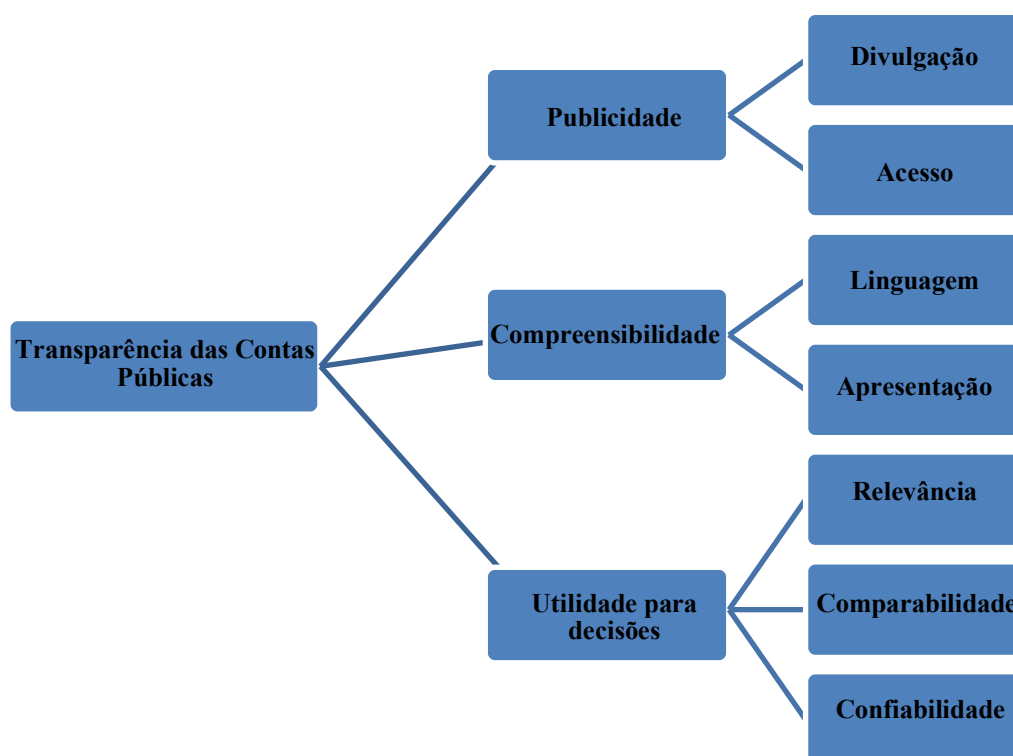 Divulgação
Publicidade
Acesso
Linguagem
Compreensibilidade
Transparência das Contas
Públicas
Apresentação
Relevância
Utilidade para
decisões
Comparabilidade
Confiabilidade